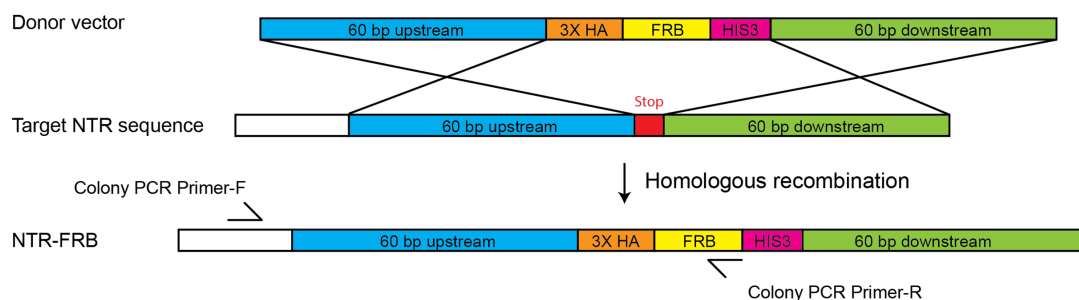 Donor vector
60 bp upstream 3X HA FRB HIS3 60 bp downstream
Stop
Target NTR sequence
60 bp upstream 60 bp downstream
Homologous recombination
Colony PCR Primer-F
NTR-FRB
60 bp upstream 3X HA FRB HIS3 60 bp downstream
Colony PCR Primer-R